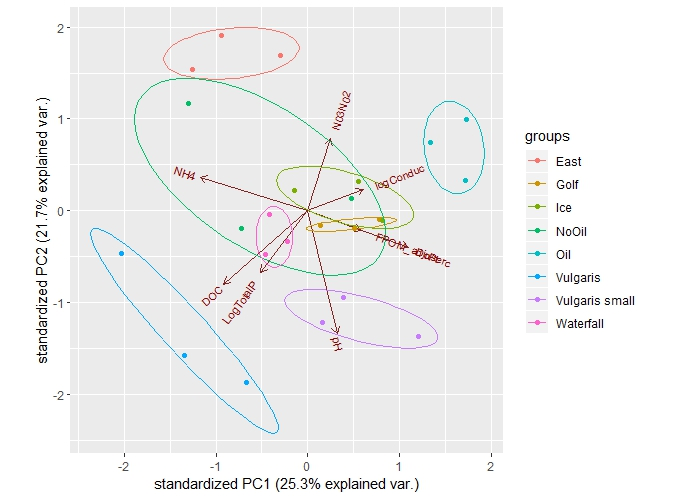 standardized PC2 (21.7% explained var.)
2
1
0
-1
-2
-2
-1
0
1
2
standardized PC1 (25.3% explained var.)
N03N02
logConduc
NH4
DOC
LogTotalP
pH
groups
East
Golf
Ice
NoOil
Oil
Vulgaris
Vulgaris small
Waterfall